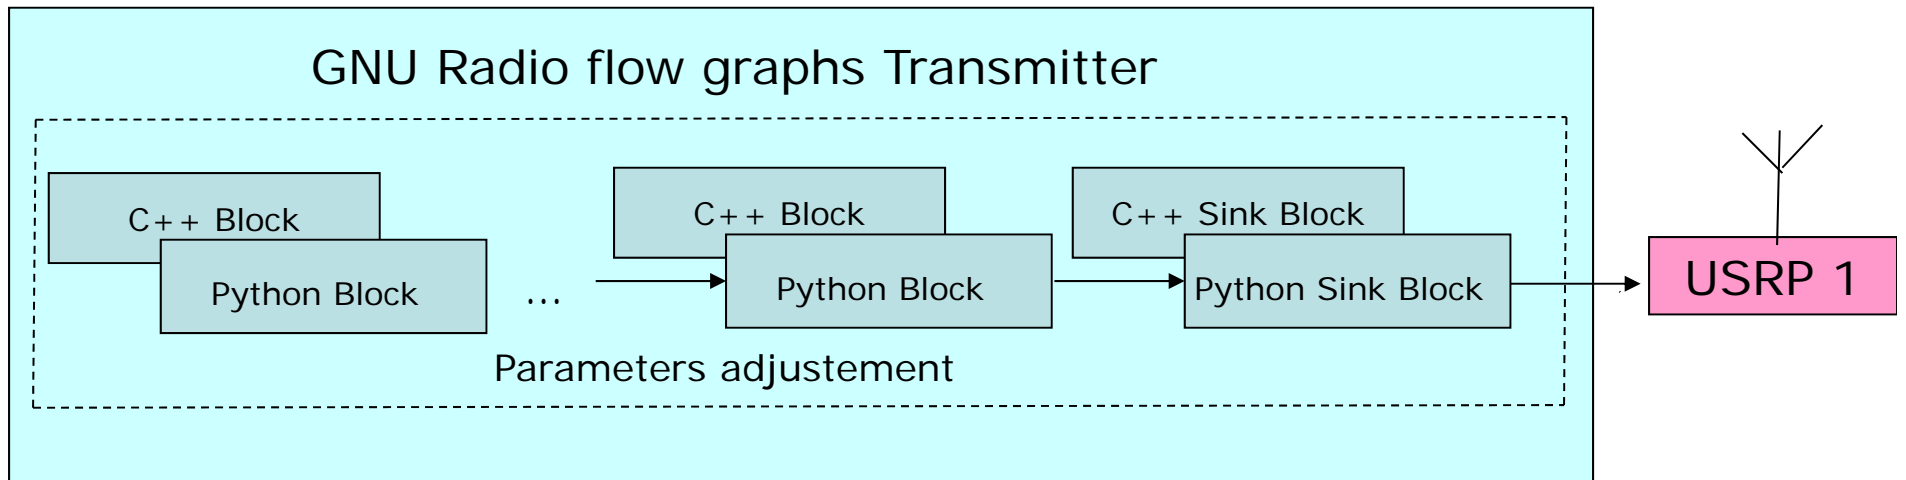 GNU Radio flow graphs Transmitter
C++ Block
Python Block
...
C++ Block
Python Block
C++ Sink Block
Python Sink Block
USRP 1
Parameters adjustement